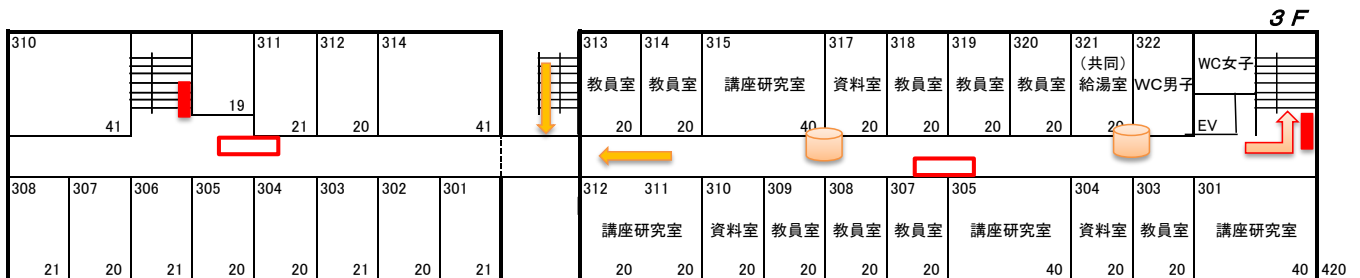 ３Ｆ
310 311 312 314 313 314 315 317 318 319 320 321 322
（共同）
WC女子
教員室 教員室 講座研究室 資料室 教員室 教員室 教員室 給湯室 WC男子
19
41 21 20 41 20 20 40 20 20 20 20 20 EV
308 307 306 305 304 303 302 301 312 311 310 309 308 307 305 304 303 301
講座研究室 資料室 教員室 教員室 教員室 講座研究室 資料室 教員室 講座研究室
21 20 21 20 20 21 20 21 20 20 20 20 20 20 40 20 20 40 420